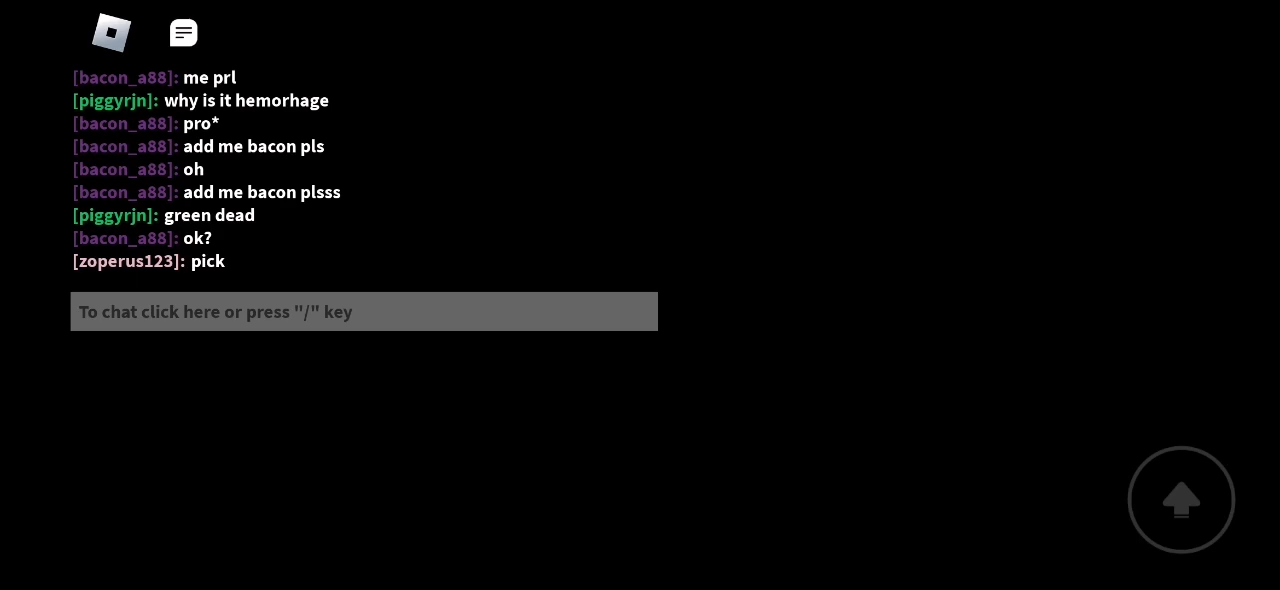 [bacon_a88]: me prl
[piggyrjn]: why is it hemorhage
[bacon_a88]: pro*
[bacon_a88]: add me bacon pls
[bacon_a88]: oh
[bacon_a88]: add me bacon plsss
[piggyrjn]: green dead
[bacon_a88]: ok?
[zoperus123]: pick
To chat click here or press "/" key